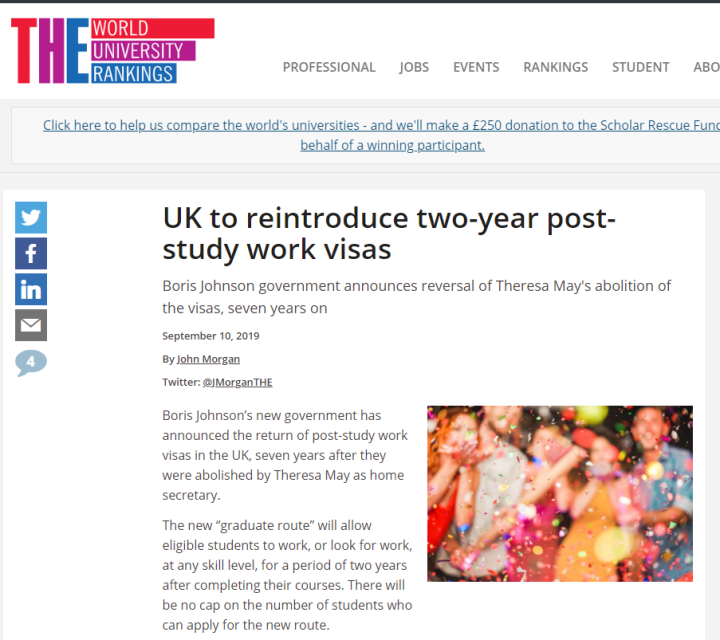 THE WORLD
UNIVERSITY
RANKINGS
PROFESSIONAL JOBS EVENTS RANKINGS STUDENT ABO
Click here to help us compare the world's universities - and we'll make a £250 donation to the Scholar Rescue Fund
behalf of a winning participant.
UK to reintroduce two-year post-
study work visas
Boris Johnson government announces reversal of Theresa May's abolition of
the visas, seven years on
September 10, 2019
By John Morgan
Twitter: @JMorganTHE
4
Boris Johnson’s new government has
announced the return of post-study work
visas in the UK, seven years after they
were abolished by Theresa May as home
secretary.
The new “graduate route” will allow
eligible students to work, or look for work,
at any skill level, for a period of two years
after completing their courses. There will
be no cap on the number of students who
can apply for the new route.